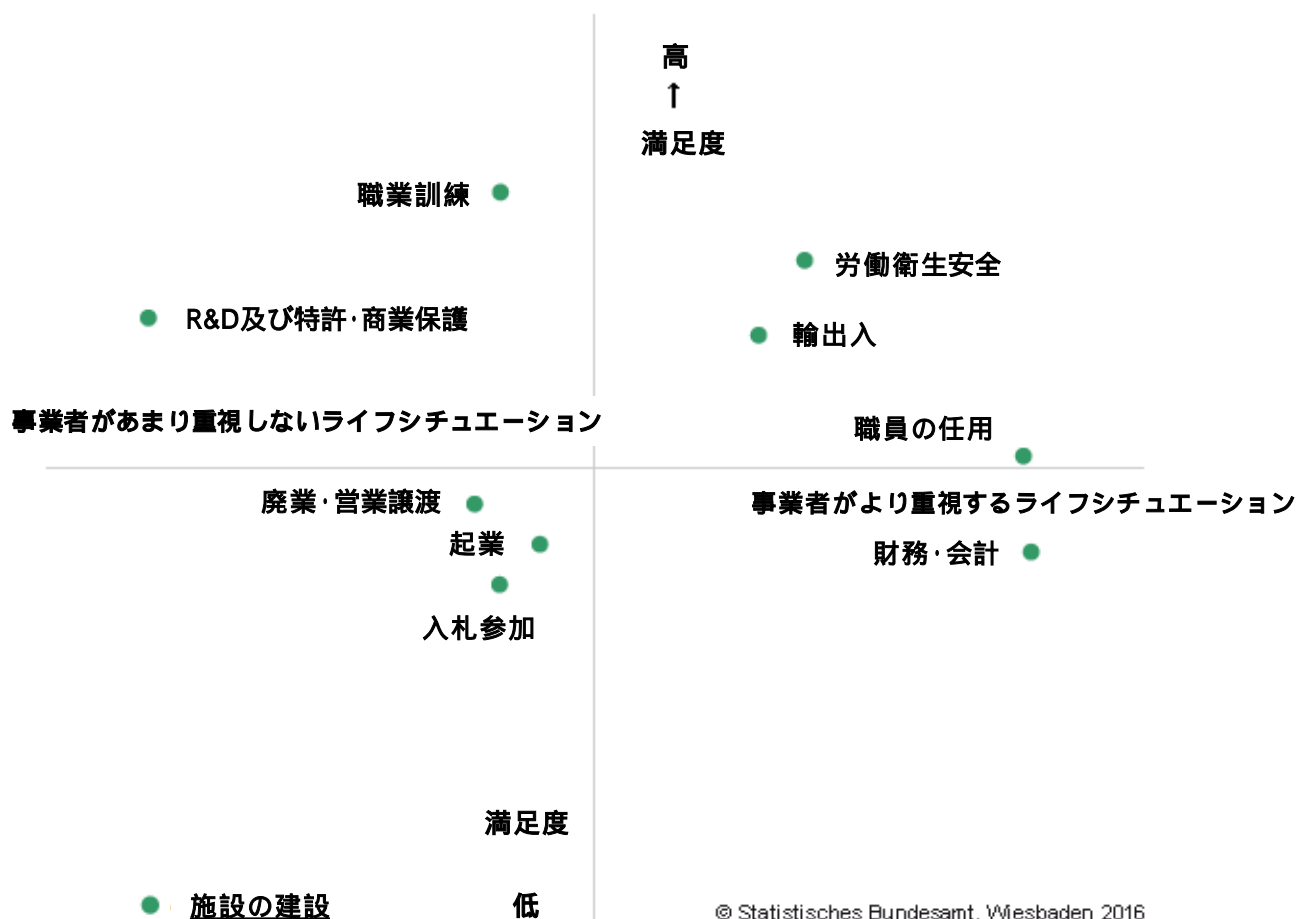 高
↑
満足度
職業訓練
労働衛生安全
R&D及び特許・商業保護
輸出入
事業者があまり重視しないライフシチュエーション
職員の任用
廃業・営業譲渡
事業者がより重視するライフシチュエーション
起業
財務・会計
入札参加
満足度
施設の建設
低
© Statistisches Bundesamt, Wiesbaden 2016